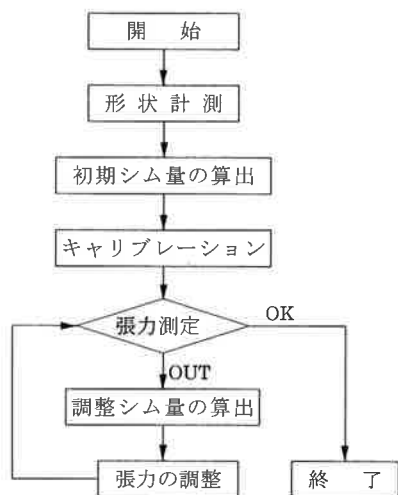 開 始
形状計測
初期シム量の算出
キャリブレーション
張力測定
OK
OUT
調整シム量の算出
張力の調整
終 了